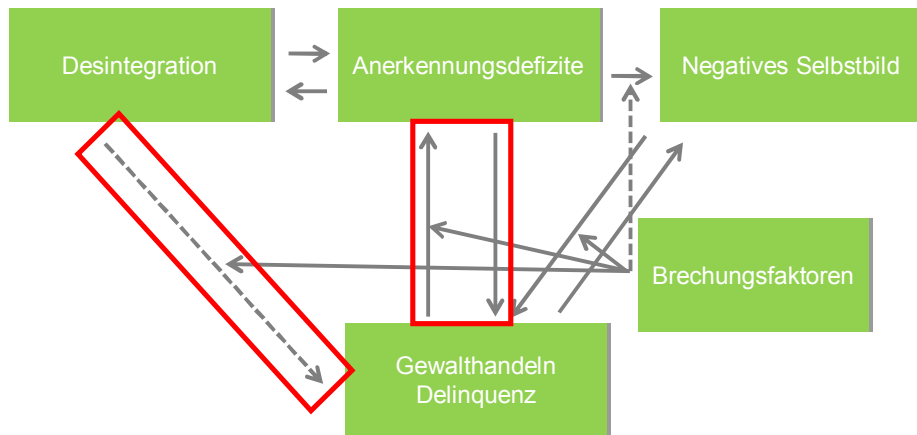 Desintegration
Anerkennungsdefizite
Negatives Selbstbild
Brechungsfaktoren
Gewalthandeln
Delinquenz